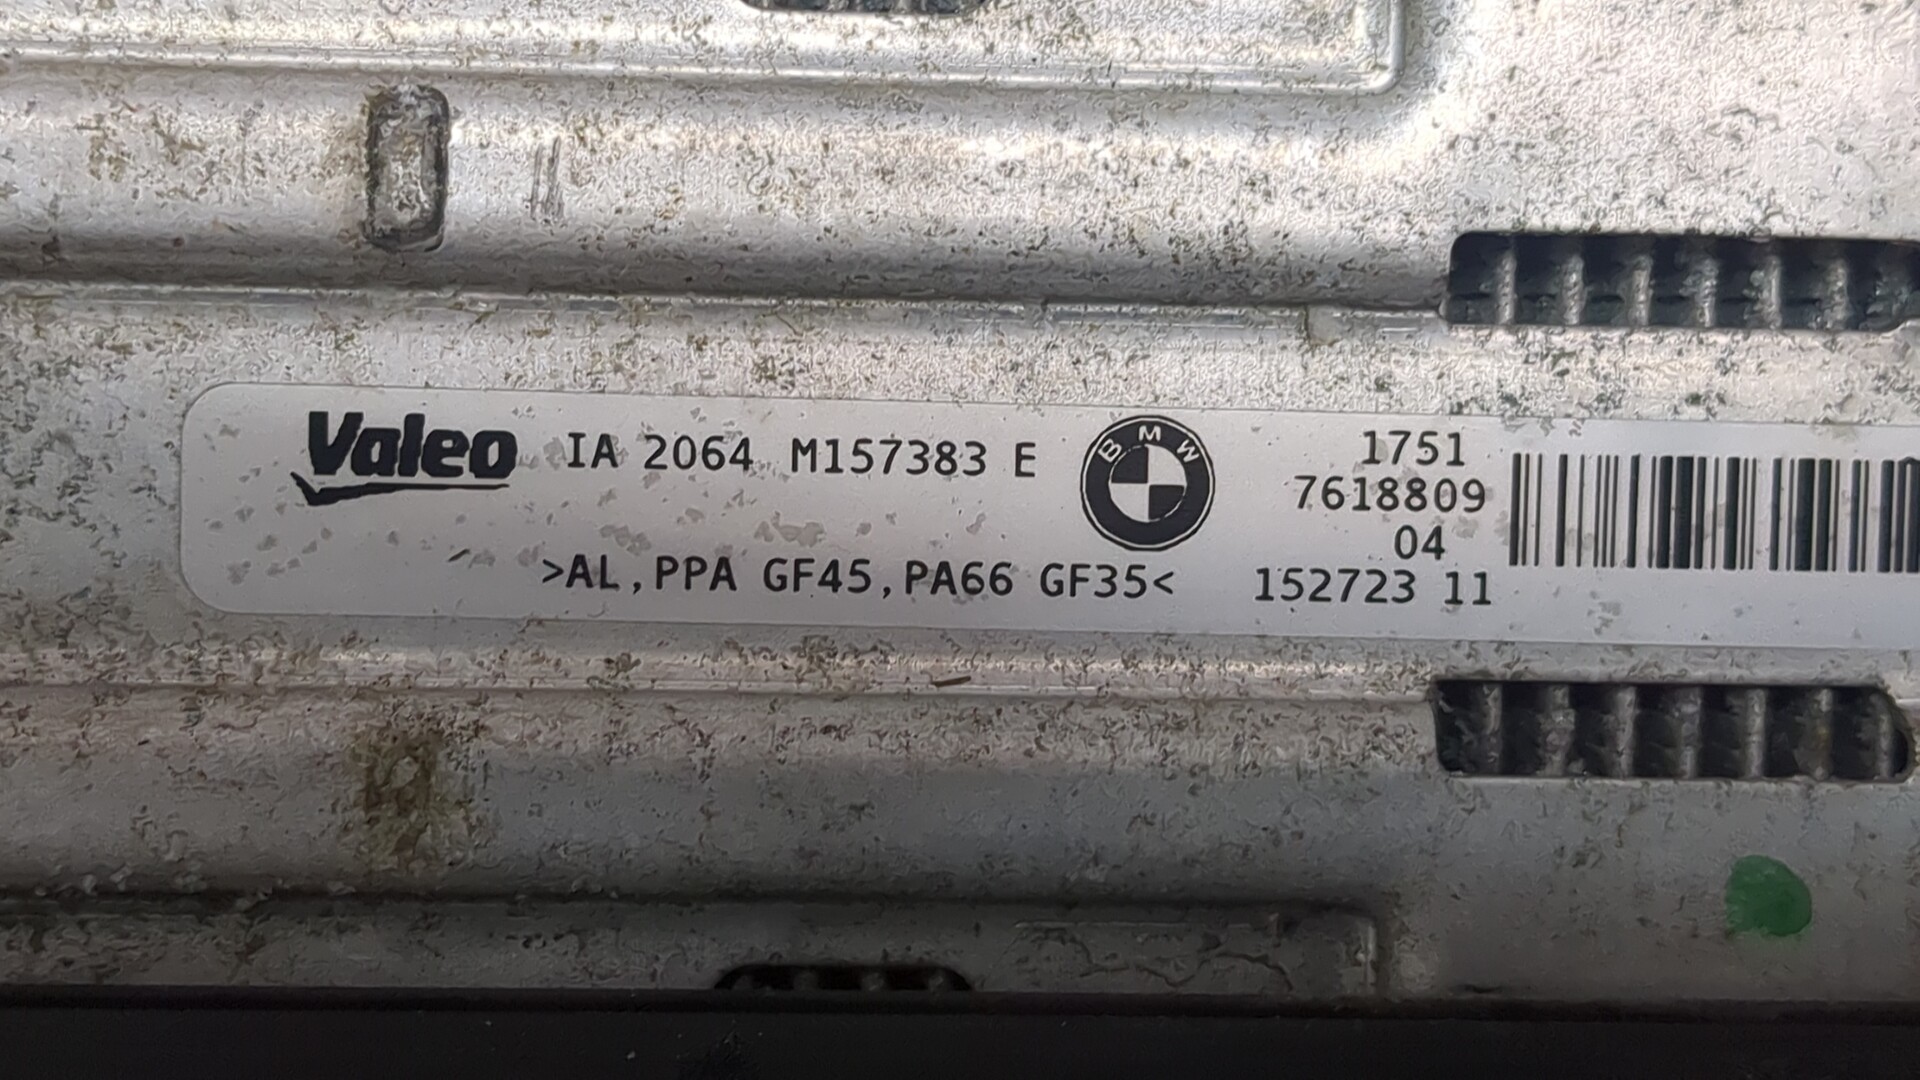 Valeo IA 2064 M157383 E
BMW
1751
7618809
04
>AL,PPA GF45,PA66 GF35<
152723 11